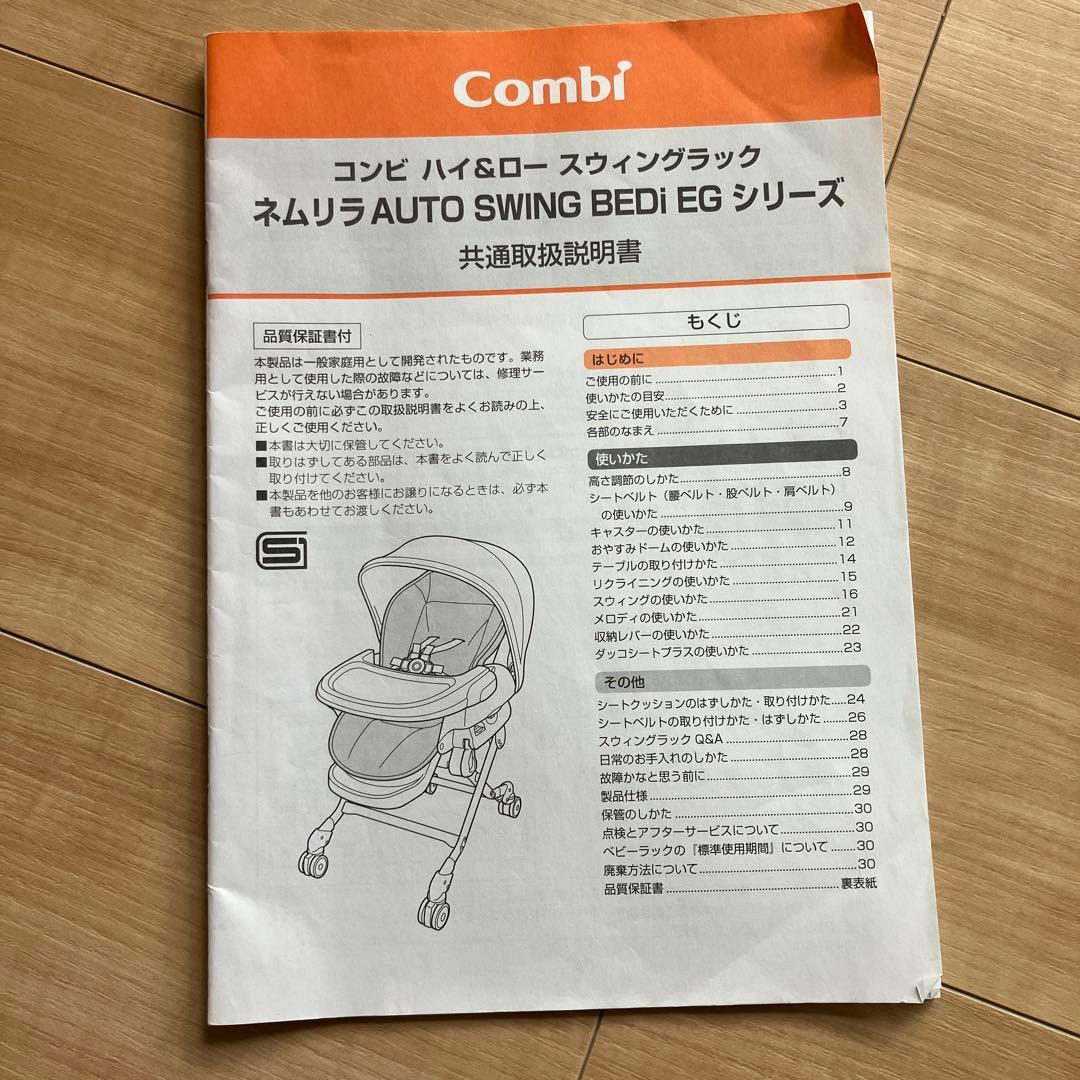 Combi
コンビ ハイ&ロー スウィングラック
ネムリラ AUTO SWING BEDi EG シリーズ
共通取扱説明書
品質保証書付
本製品は一般家庭用として開発されたものです。業務
用として使用した際の故障などについては、修理サー
ビスが行えない場合があります。
ご使用の前に必ずこの取扱説明書をよくお読みの上、
正しくご使用ください。
■本書は大切に保管してください。
■取りはずしてある部品は、本書をよく読んで正しく
取り付けてください。
■本製品を他のお客様にお譲りになるときは、必ず本
書もあわせてお渡しください。
もくじ
はじめに
ご使用の前に ........ 1
使いかたの目安 ........ 2
安全にご使用いただくために ........ 3
各部のなまえ ........ 7
使いかた
高さ調節のしかた ........ 8
シートベルト(腰ベルト・股ベルト・肩ベルト)
の使いかた ........ 9
キャスターの使いかた ........ 11
おやすみドームの使いかた ........ 12
テーブルの取り付けかた ........ 14
リクライニングの使いかた ........ 15
スウィングの使いかた ........ 16
メロディの使いかた ........ 21
収納レバーの使いかた ........ 22
ダッコシートプラスの使いかた ........ 23
その他
シートクッションのはずしかた・取り付けかた ..... 24
シートベルトの取り付けかた・はずしかた ....... 26
スウィングラック Q&A ........ 28
日常のお手入れのしかた ........ 28
故障かなと思う前に ........ 29
製品仕様 ........ 29
保管のしかた ........ 30
点検とアフターサービスについて ........ 30
ベビーラックの『標準使用期間』について ....... 30
廃棄方法について ........ 30
品質保証書 ........ 裏表紙